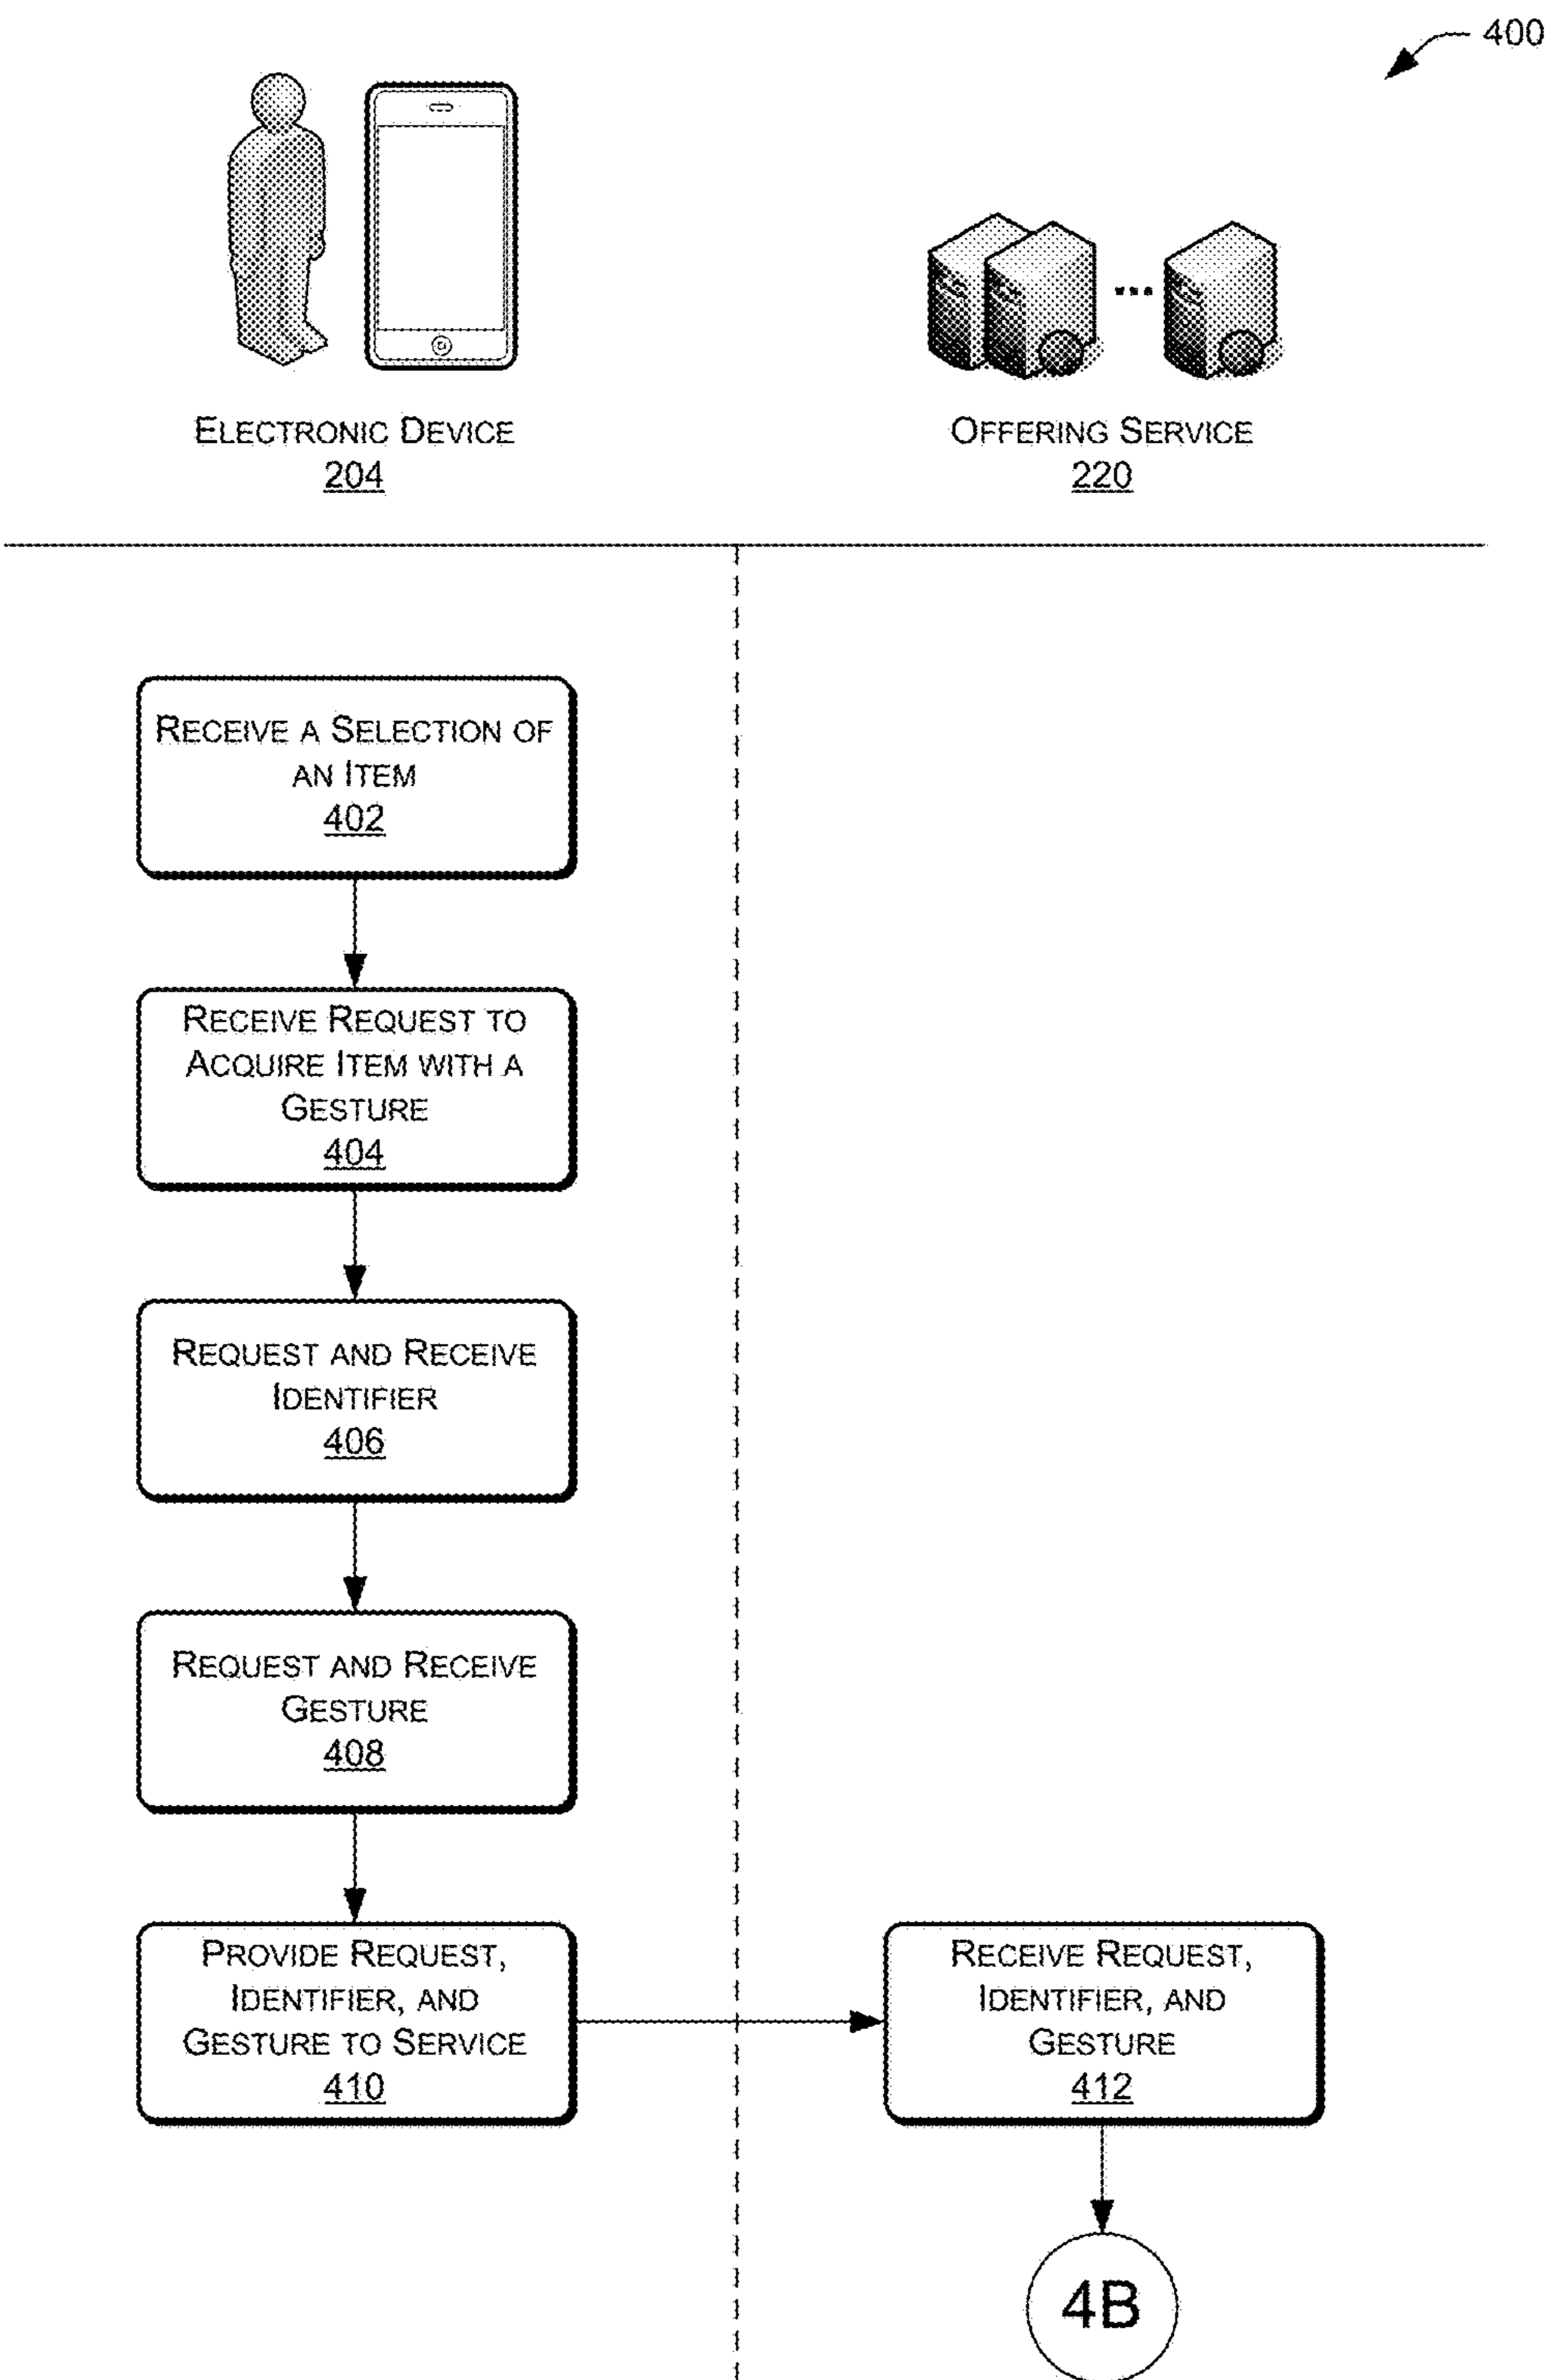 400
ELECTRONIC DEVICE
204
OFFERING SERVICE
220
RECEIVE A SELECTION OF
AN ITEM
402
RECEIVE REQUEST TO
ACQUIRE ITEM WITH A
GESTURE
404
REQUEST AND RECEIVE
IDENTIFIER
406
REQUEST AND RECEIVE
GESTURE
408
PROVIDE REQUEST,
IDENTIFIER, AND
GESTURE TO SERVICE
410
RECEIVE REQUEST,
IDENTIFIER, AND
GESTURE
412
4B